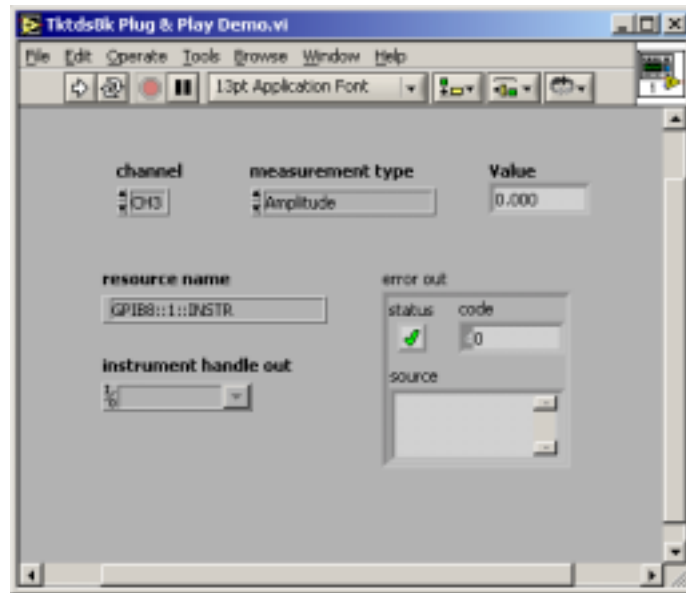 Tktds8k Plug & Play Demo.vi
File Edit Operate Tools Browse Window Help
13pt Application Font
1
channel measurement type Value
CH3 Amplitude 0.000
resource name error out
GPIB8::1::INSTR status code
0
instrument handle out
source